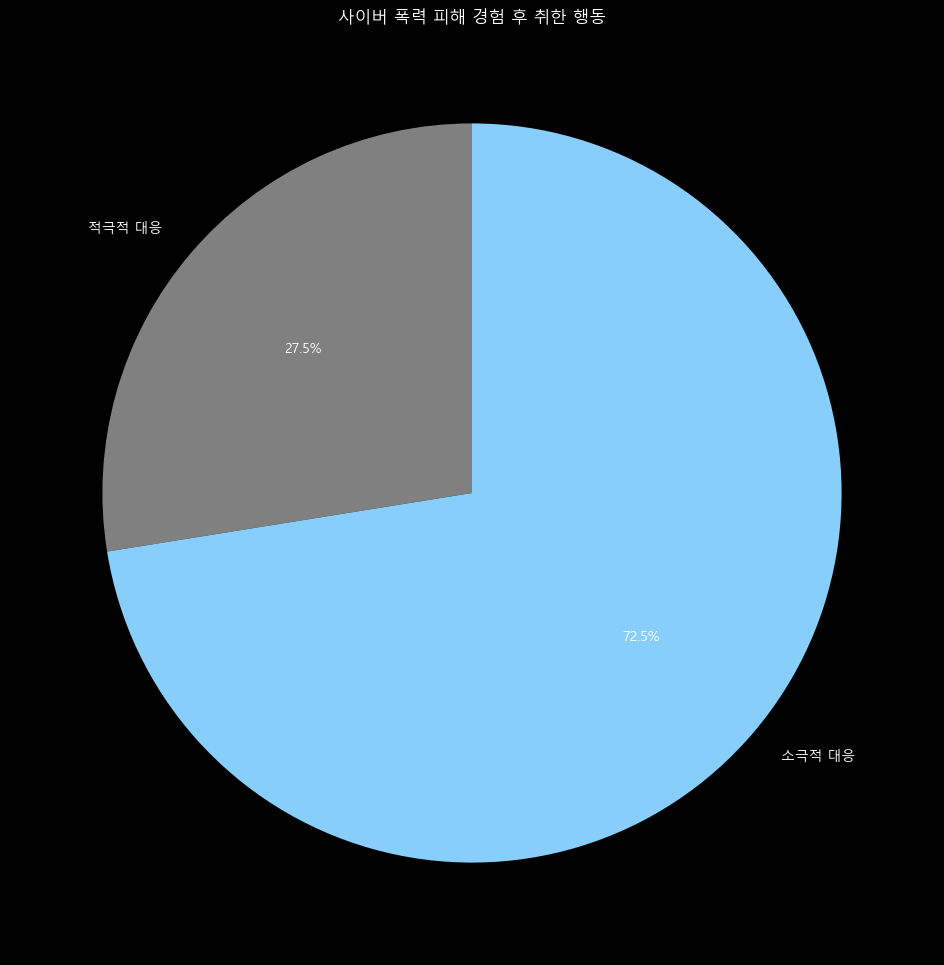 사이버 폭력 피해 경험 후 취한 행동
적극적 대응
27.5%
72.5%
소극적 대응